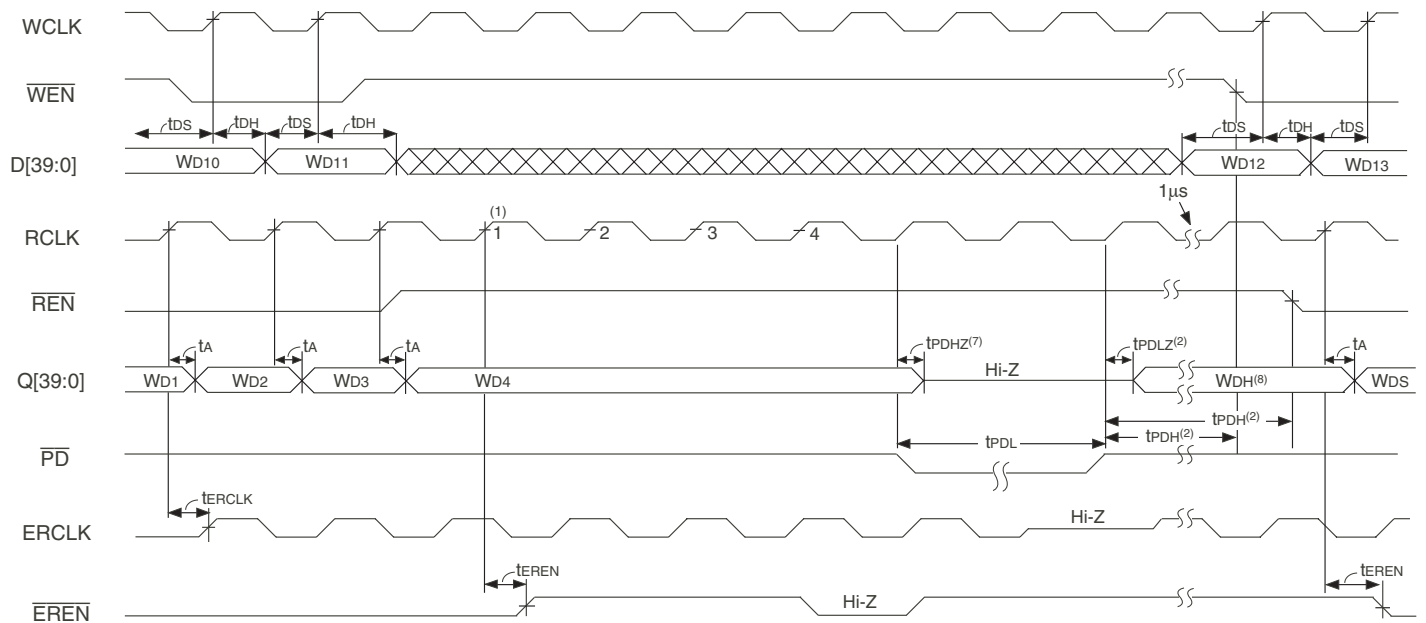 WCLK
WEN
tDS tDH tDS tDH tDS tDH tDS
D[39:0] WD10 WD11 WD12 WD13
1µs
(1)
RCLK 1 2 3 4
REN
tA tA tA tPDHZ(7) tPDLZ(2) tA
Q[39:0] WD1 WD2 WD3 WD4 Hi-Z WDH(8) WDS
tPDH(2)
tPDL tPDH(2)
PD
tERCLK
ERCLK Hi-Z
tEREN tEREN
EREN Hi-Z